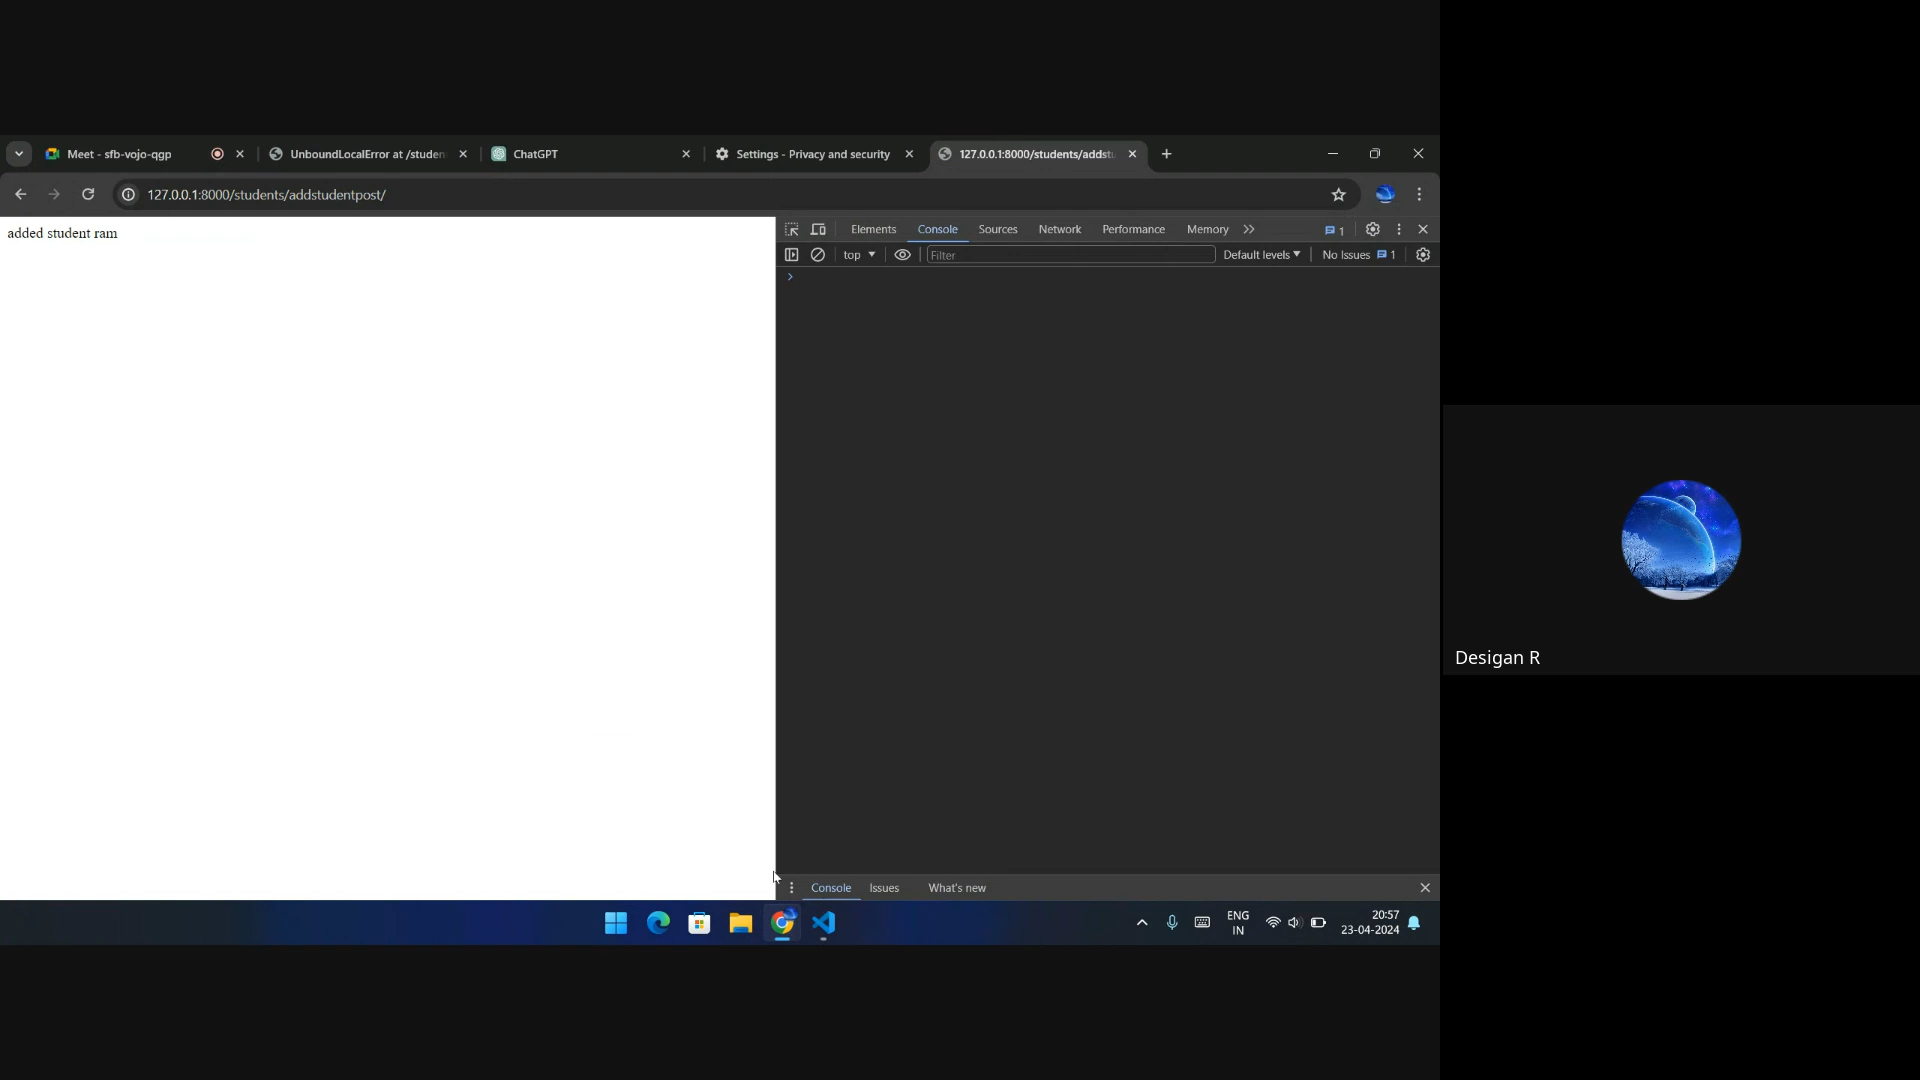 Meet - sfb-vojo-qgp
UnboundLocalError at /studen
ChatGPT
Settings - Privacy and security
127.0.0.1:8000/students/addstu
127.0.0.1:8000/students/addstudentpost/
added student ram
Elements Console Sources Network Performance Memory 1
top Filter Default levels No Issues 1
Console Issues What's new
ENG
IN
20:57
23-04-2024
Desigan R